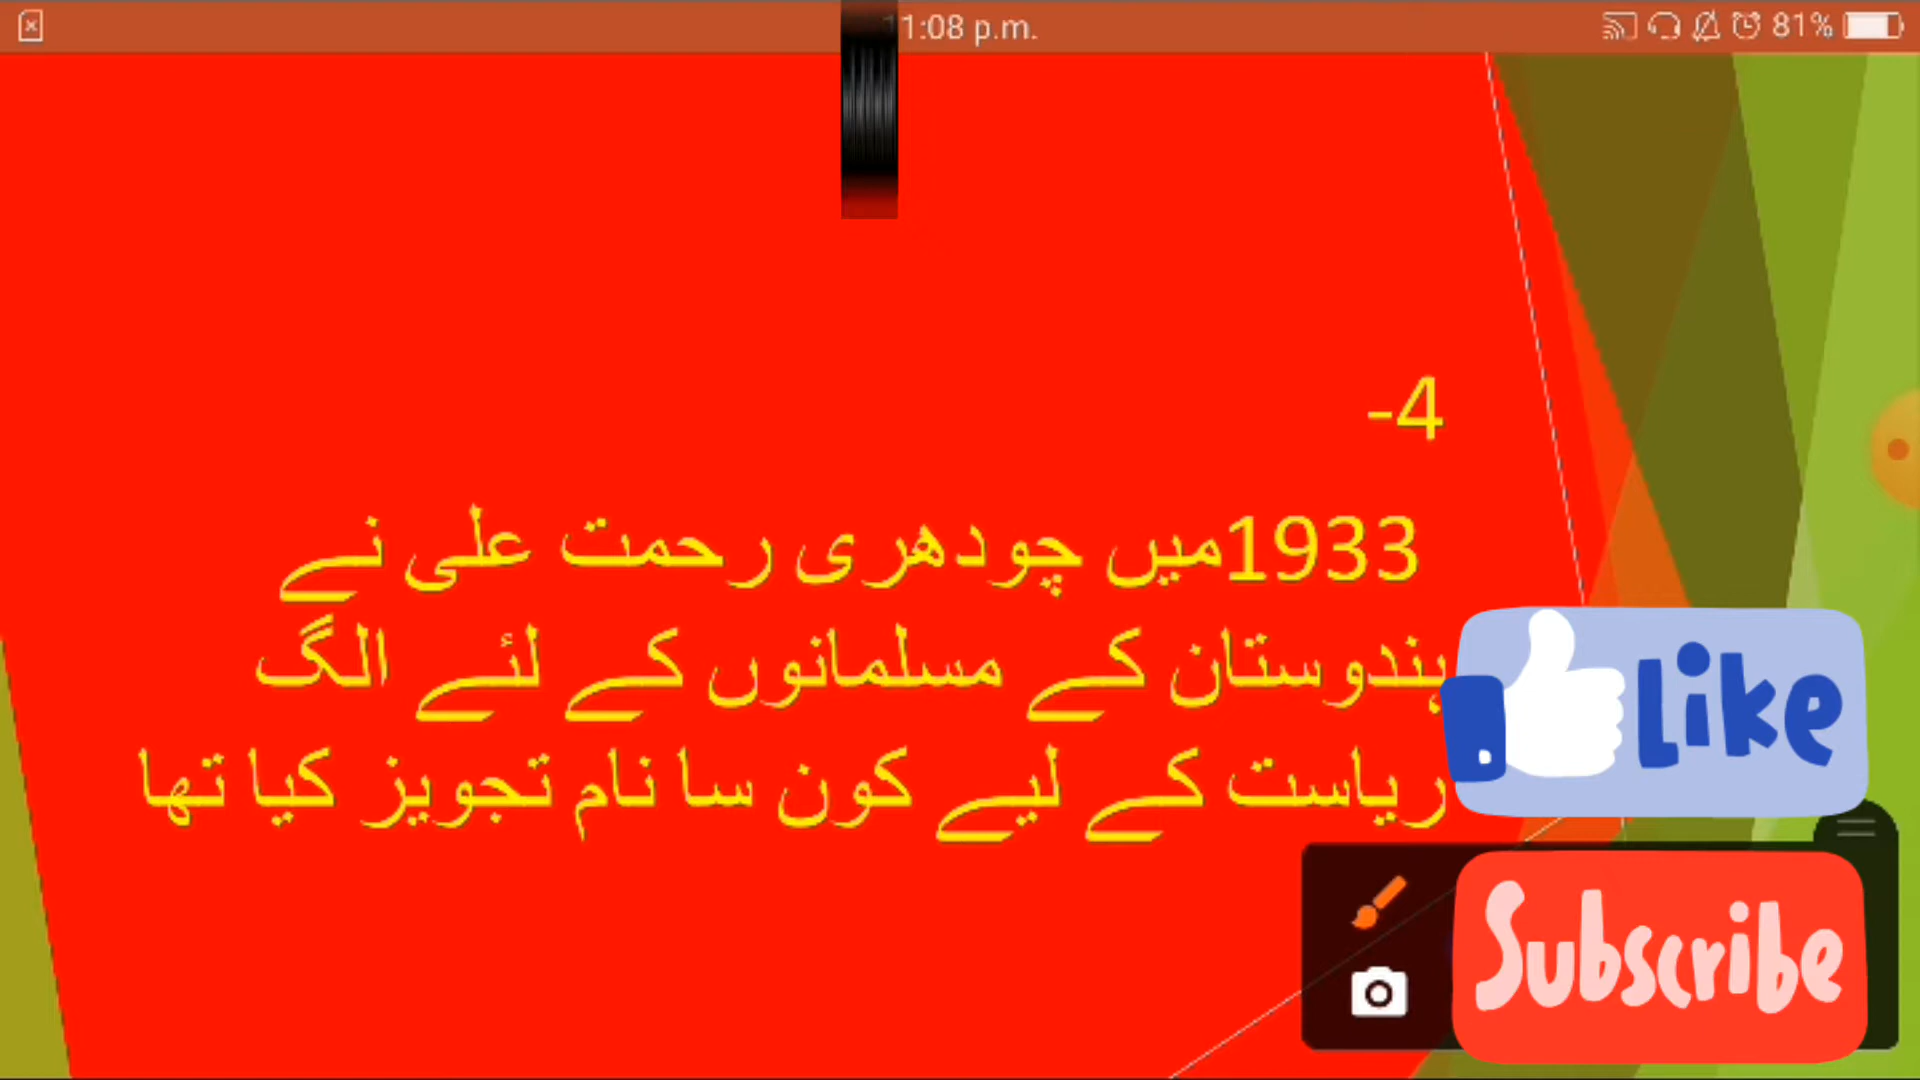 1:08 p.m.
81%
4-
1933میں چودھری رحمت علی نے
ہندوستان کے مسلمانوں کے لئے الگ
ریاست کے لیے کون سا نام تجویز کیا تھا
Like
Subscribe